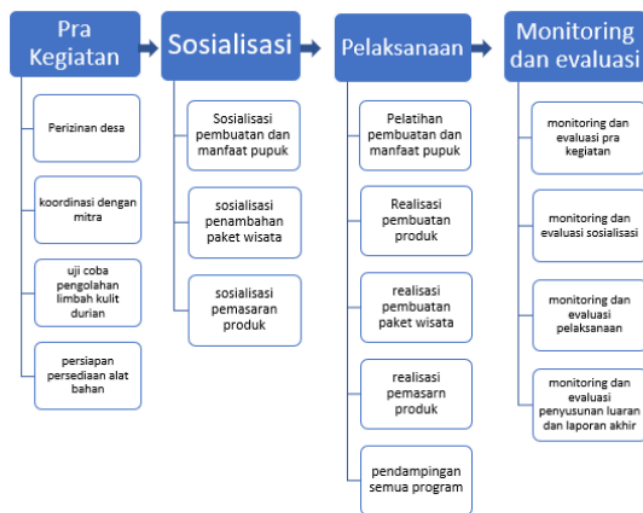 Pra
Kegiatan
Perizinan desa
koordinasi dengan
mitra
uji coba
pengolahan
limbah kulit
durian
persiapan
persediaan alat
bahan
Sosialisasi
Sosialisasi
pembuatan dan
manfaat pupuk
sosialisasi
penambahan
paket wisata
sosialisasi
pemasaran
produk
Pelaksanaan
Pelatihan
pembuatan dan
manfaat pupuk
Realisasi
pembuatan
produk
realisasi
pembuatan
paket wisata
realisasi
pemasarn
produk
pendampingan
semua program
Monitoring
dan evaluasi
monitoring
dan evaluasi pra
kegiatan
monitoring dan
evaluasi sosialisasi
monitoring dan
evaluasi
pelaksanaan
monitoring dan
evaluasi
penyusunan luaran
dan laporan akhir